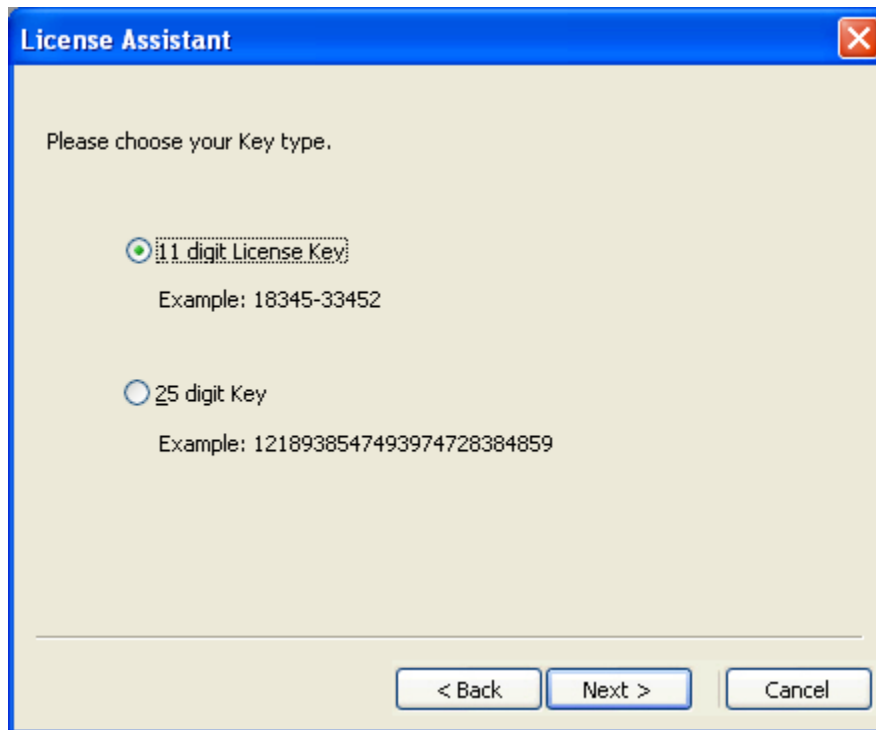 License Assistant
Please choose your Key type.
11 digit License Key
Example: 18345-33452
25 digit Key
Example: 1218938547493974728384859
< Back Next > Cancel